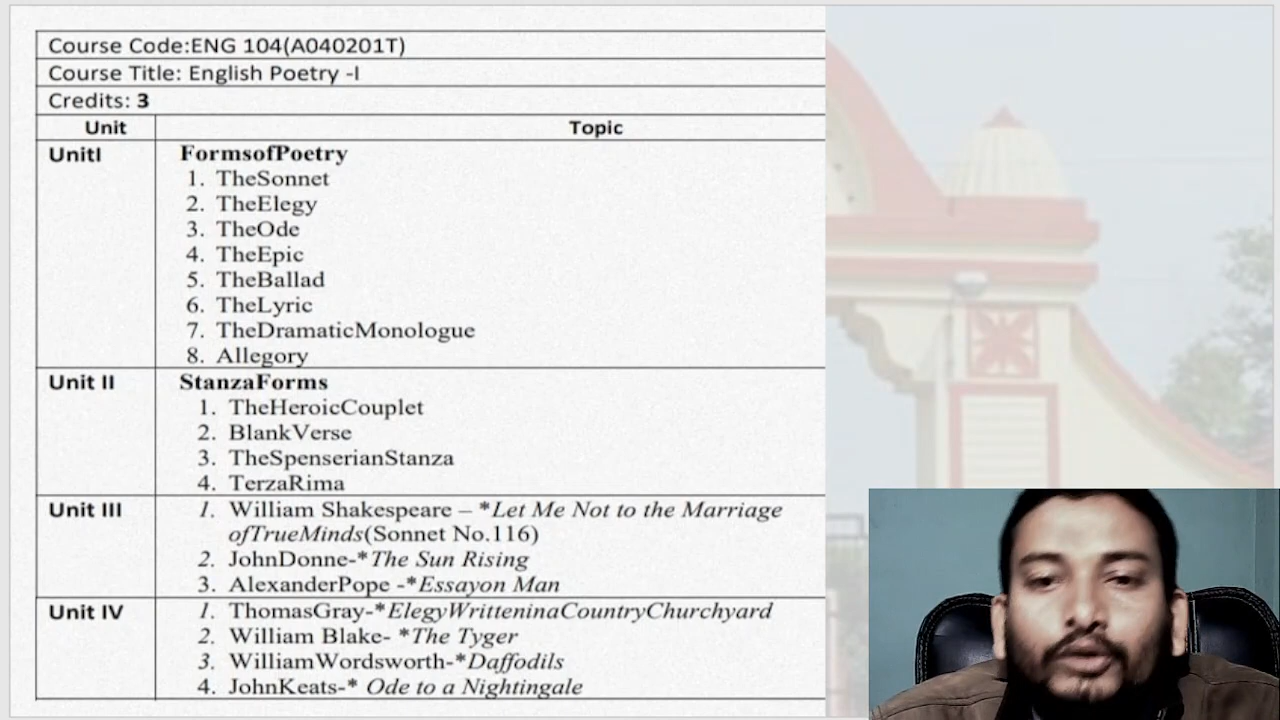 Course Code:ENG 104(A040201T)
Course Title: English Poetry -I
Credits: 3
Unit Topic
UnitI FormsofPoetry
1. TheSonnet
2. TheElegy
3. TheOde
4. TheEpic
5. TheBallad
6. TheLyric
7. TheDramaticMonologue
8. Allegory
Unit II StanzaForms
1. TheHeroicCouplet
2. BlankVerse
3. TheSpenserianStanza
4. TerzaRima
Unit III 1. William Shakespeare – *Let Me Not to the Marriage
ofTrueMinds(Sonnet No.116)
2. JohnDonne-*The Sun Rising
3. AlexanderPope -*Essayon Man
Unit IV 1. ThomasGray-*ElegyWritteninaCountryChurchyard
2. William Blake- *The Tyger
3. WilliamWordsworth-*Daffodils
4. JohnKeats-* Ode to a Nightingale